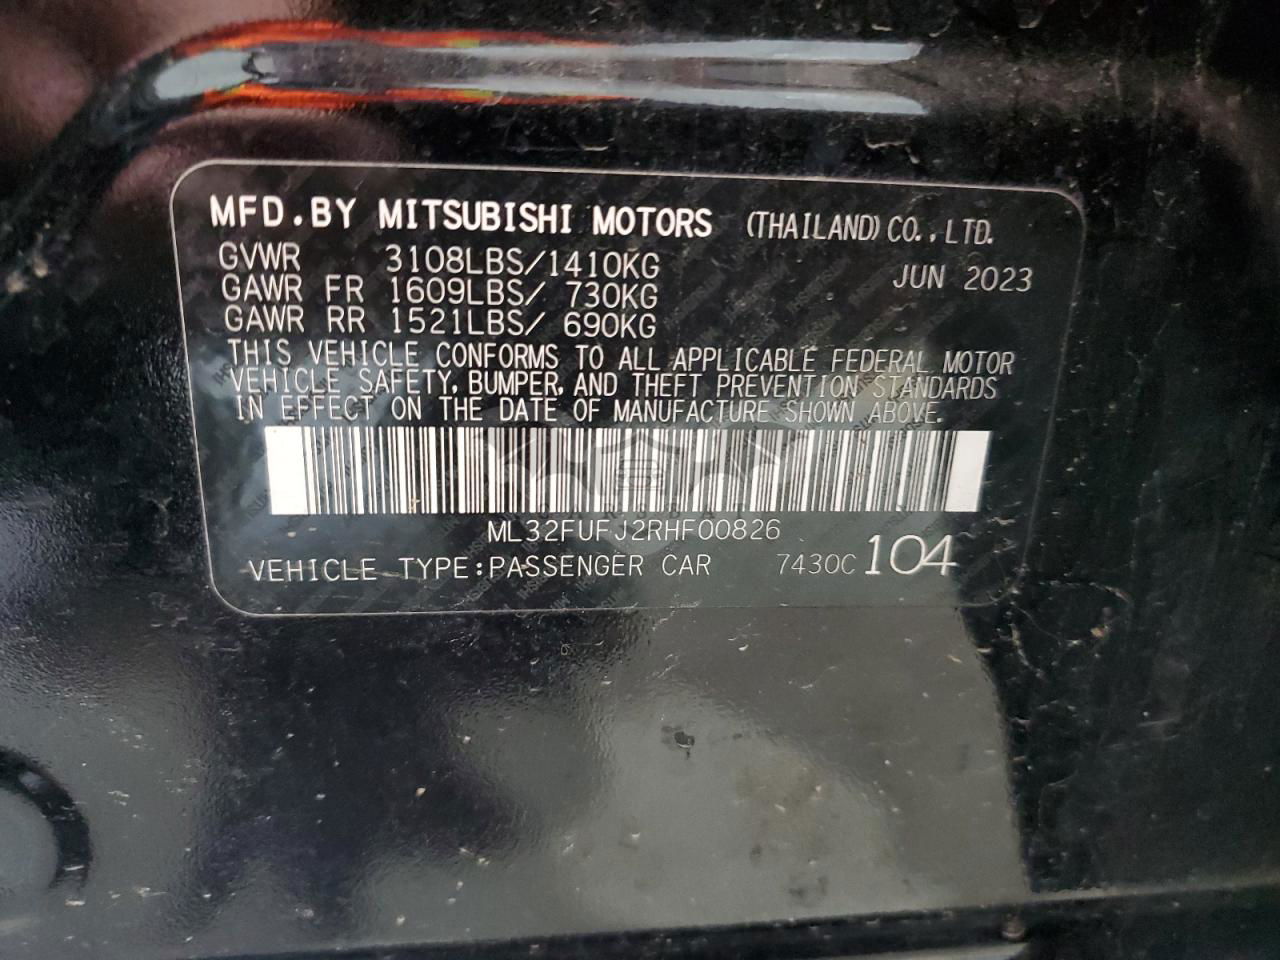 MFD.BY MITSUBISHI MOTORS (THAILAND) CO., LTD.
GVWR 3108LBS/1410KG JUN 2023
GAWR FR 1609LBS/ 730KG
GAWR RR 1521LBS/ 690KG
THIS VEHICLE CONFORMS TO ALL APPLICABLE FEDERAL MOTOR
VEHICLE SAFETY, BUMPER, AND THEFT PREVENTION STANDARDS
IN EFFECT ON THE DATE OF MANUFACTURE SHOWN ABOVE.
ML32FUFJ2RHF00826
VEHICLE TYPE:PASSENGER CAR 7430C 104